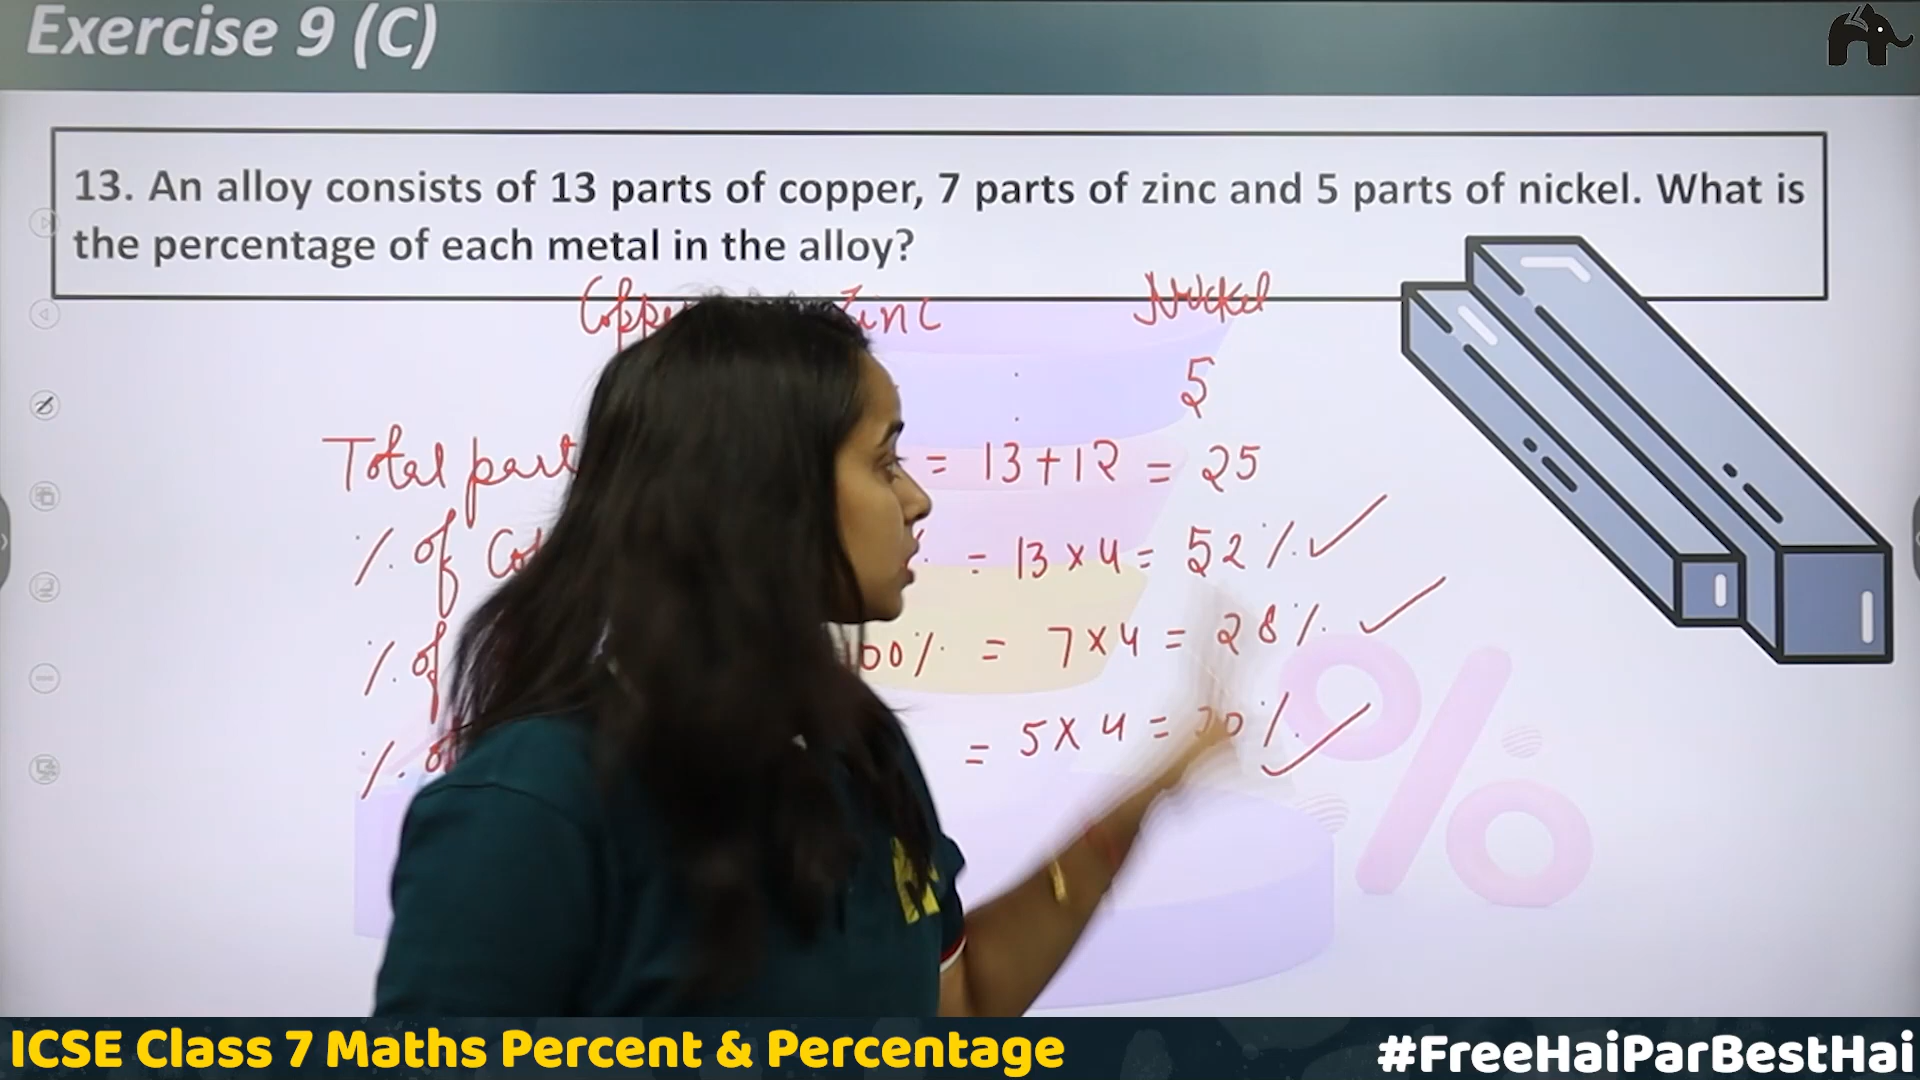 Exercise 9 (C)
13. An alloy consists of 13 parts of copper, 7 parts of zinc and 5 parts of nickel. What is
the percentage of each metal in the alloy?
Zinc Nickel
5
Total = 13+12 = 25
% of = 13 × 4 = 52 %
% of = 7 × 4 = 28 %
% = 5 × 4 = 20 %
ICSE Class 7 Maths Percent & Percentage
#FreeHaiParBestHai